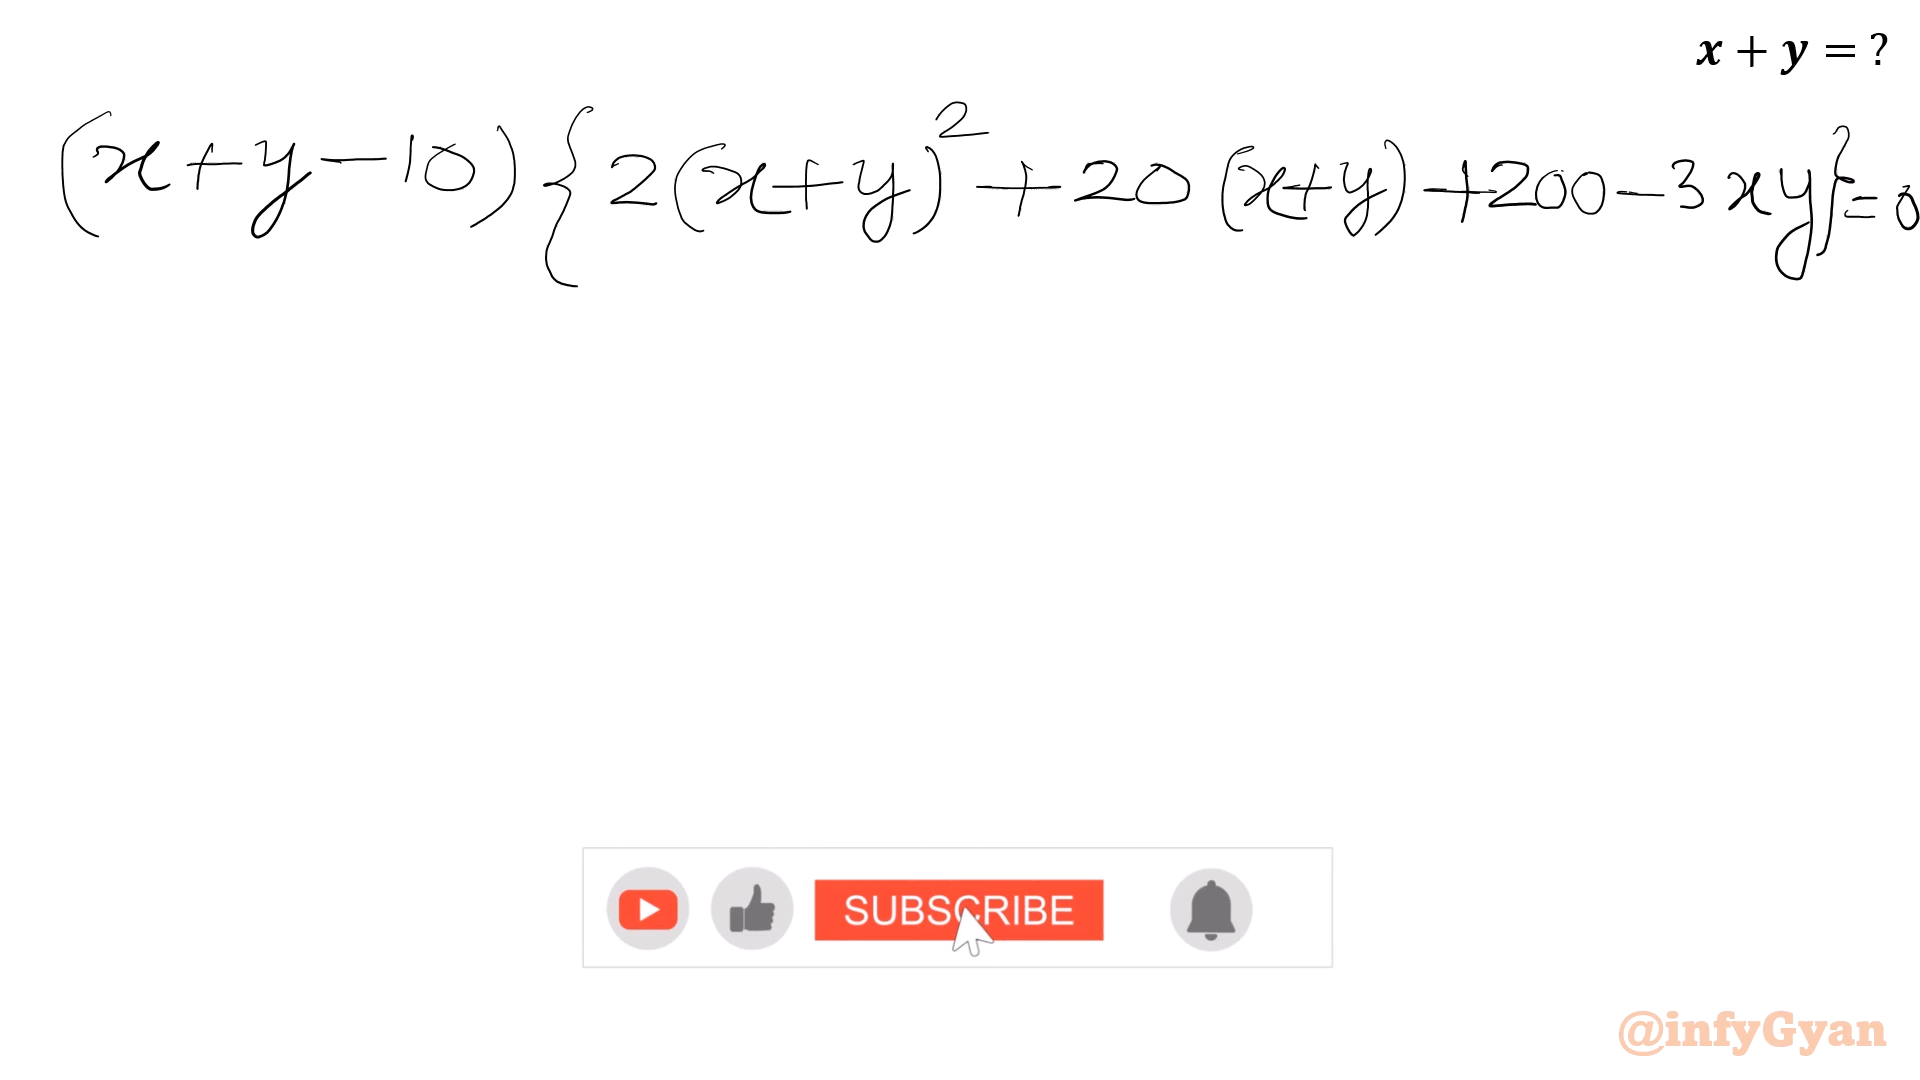 x + y = ?
(x+y-10){2(x+y)²+20(x+y)+200-3xy}=0
SUBSCRIBE
@infyGyan